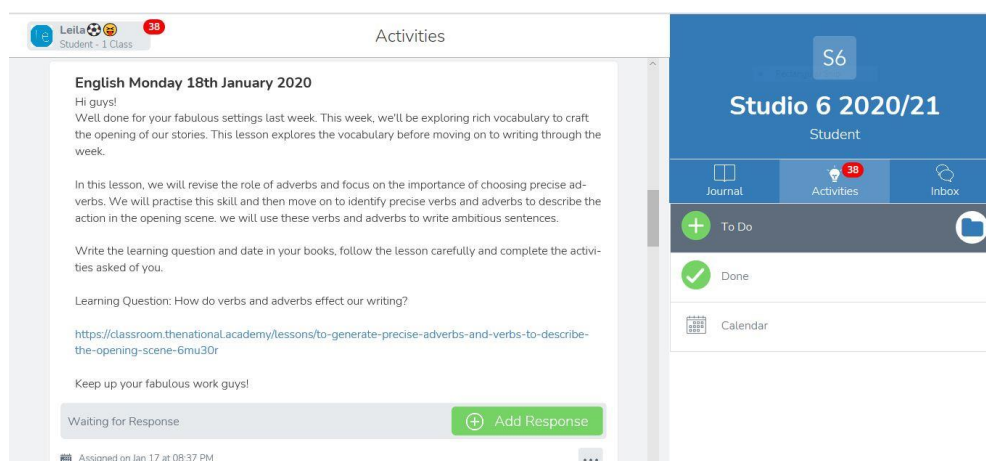 Leila⚽😝
38
Student - 1 Class
Activities
English Monday 18th January 2020
Hi guys!
Well done for your fabulous settings last week. This week, we'll be exploring rich vocabulary to craft
the opening of our stories. This lesson explores the vocabulary before moving on to writing through the
week.
In this lesson, we will revise the role of adverbs and focus on the importance of choosing precise ad-
verbs. We will practise this skill and then move on to identify precise verbs and adverbs to describe the
action in the opening scene. we will use these verbs and adverbs to write ambitious sentences.
Write the learning question and date in your books, follow the lesson carefully and complete the activi-
ties asked of you.
Learning Question: How do verbs and adverbs effect our writing?
https://classroom.thenational.academy/lessons/to-generate-precise-adverbs-and-verbs-to-describe-
the-opening-scene-6mu30r
Keep up your fabulous work guys!
Waiting for Response
Add Response
Assigned on Jan 17 at 08:37 PM
S6
Studio 6 2020/21
Student
Journal
38
Activities
Inbox
To Do
Done
Calendar